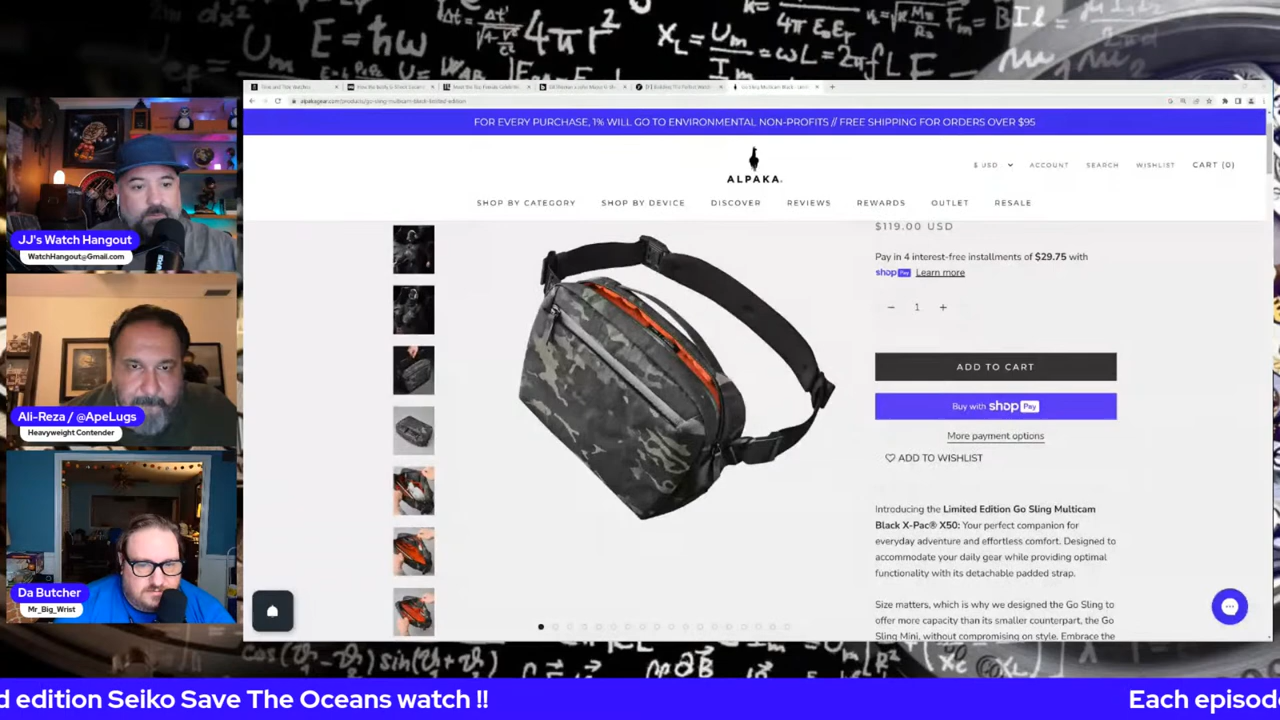 FOR EVERY PURCHASE, 1% WILL GO TO ENVIRONMENTAL NON-PROFITS // FREE SHIPPING FOR ORDERS OVER $95
ALPAKA
$ USD ACCOUNT SEARCH WISHLIST CART (0)
SHOP BY CATEGORY SHOP BY DEVICE DISCOVER REVIEWS REWARDS OUTLET RESALE
$119.00 USD
Pay in 4 interest-free installments of $29.75 with
shop Pay Learn more
− 1 +
ADD TO CART
Buy with shop Pay
More payment options
ADD TO WISHLIST
Introducing the Limited Edition Go Sling Multicam
Black X-Pac® X50: Your perfect companion for
everyday adventure and effortless comfort. Designed to
accommodate your daily gear while providing optimal
functionality with its detachable padded strap.
Size matters, which is why we designed the Go Sling to
offer more capacity than its smaller counterpart, the Go
Sling Mini, without compromising on style. Embrace the
JJ's Watch Hangout
WatchHangout@Gmail.com
Ali-Reza / @ApeLugs
Heavyweight Contender
Da Butcher
Mr_Big_Wrist
d edition Seiko Save The Oceans watch !! Each episode